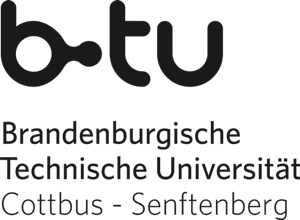 b-tu
Brandenburgische
Technische Universität
Cottbus - Senftenberg